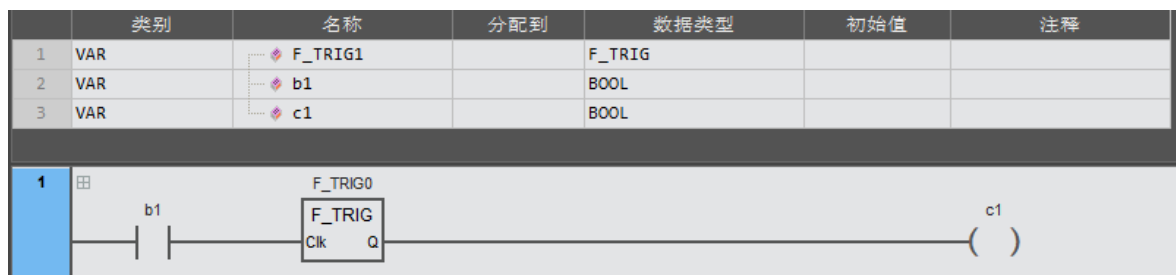 类别 名称 分配到 数据类型 初始值 注释
1 VAR F_TRIG1 F_TRIG
2 VAR b1 BOOL
3 VAR c1 BOOL
1 F_TRIG0
b1 F_TRIG c1
Clk Q